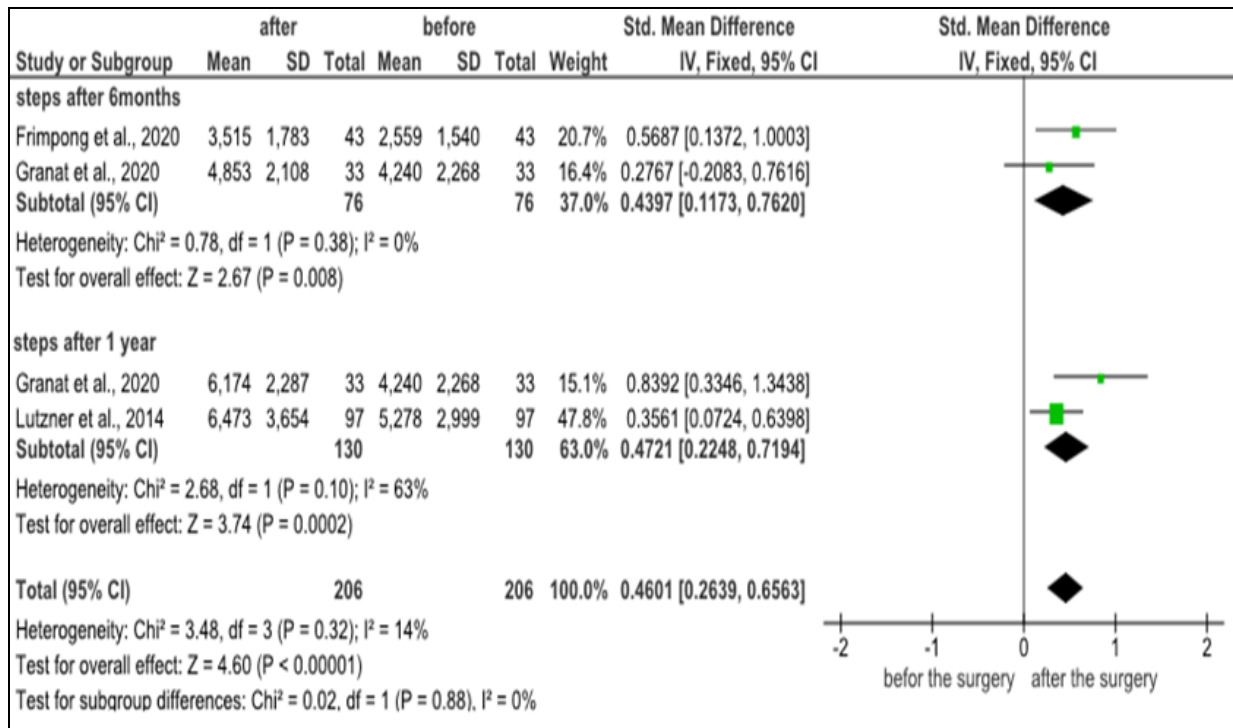 after before Std. Mean Difference Std. Mean Difference
Study or Subgroup Mean SD Total Mean SD Total Weight IV, Fixed, 95% CI IV, Fixed, 95% CI
steps after 6months
Frimpong et al., 2020 3,515 1,783 43 2,559 1,540 43 20.7% 0.5687 [0.1372, 1.0003]
Granat et al., 2020 4,853 2,108 33 4,240 2,268 33 16.4% 0.2767 [-0.2083, 0.7616]
Subtotal (95% CI) 76 76 37.0% 0.4397 [0.1173, 0.7620]
Heterogeneity: Chi² = 0.78, df = 1 (P = 0.38); I² = 0%
Test for overall effect: Z = 2.67 (P = 0.008)
steps after 1 year
Granat et al., 2020 6,174 2,287 33 4,240 2,268 33 15.1% 0.8392 [0.3346, 1.3438]
Lutzner et al., 2014 6,473 3,654 97 5,278 2,999 97 47.8% 0.3561 [0.0724, 0.6398]
Subtotal (95% CI) 130 130 63.0% 0.4721 [0.2248, 0.7194]
Heterogeneity: Chi² = 2.68, df = 1 (P = 0.10); I² = 63%
Test for overall effect: Z = 3.74 (P = 0.0002)
Total (95% CI) 206 206 100.0% 0.4601 [0.2639, 0.6563]
Heterogeneity: Chi² = 3.48, df = 3 (P = 0.32); I² = 14%
Test for overall effect: Z = 4.60 (P < 0.00001)
Test for subgroup differences: Chi² = 0.02, df = 1 (P = 0.88), I² = 0%
-2 -1 0 1 2
befor the surgery after the surgery